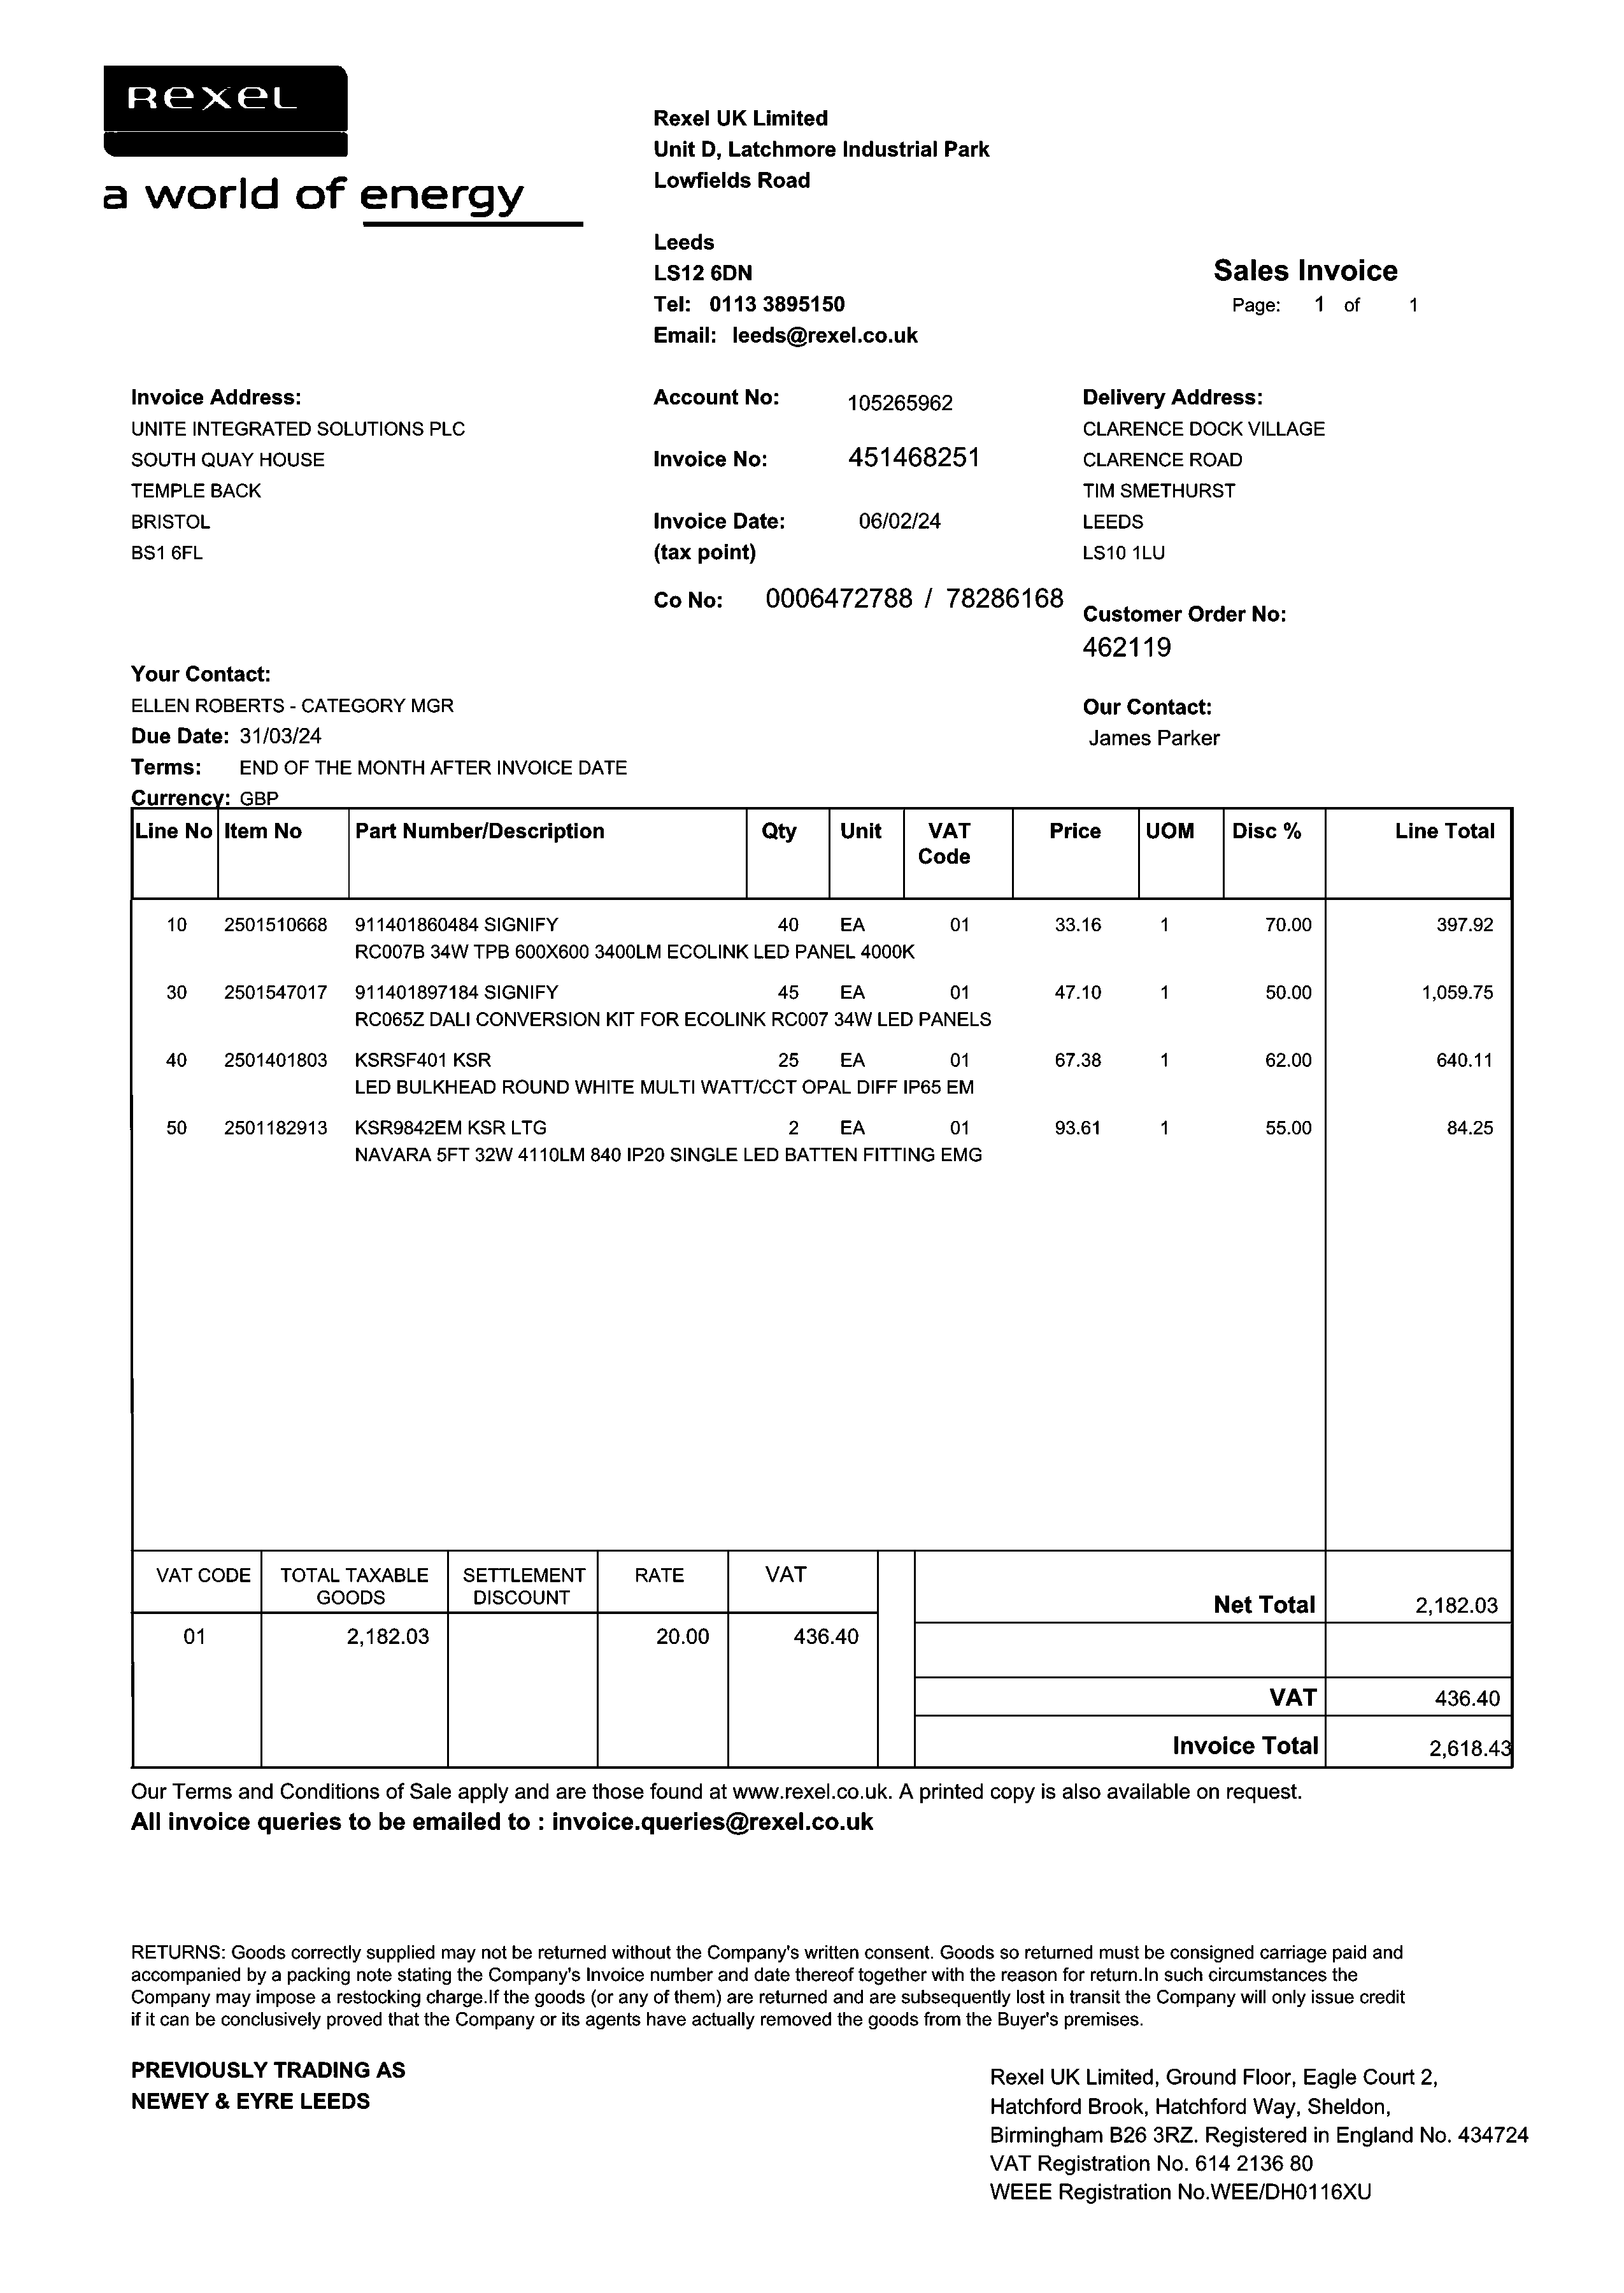 Rexel
a world of energy
Rexel UK Limited
Unit D, Latchmore Industrial Park
Lowfields Road
Leeds
LS12 6DN
Tel: 0113 3895150
Email: leeds@rexel.co.uk
Sales Invoice
Page: 1 of 1
Invoice Address:
UNITE INTEGRATED SOLUTIONS PLC
SOUTH QUAY HOUSE
TEMPLE BACK
BRISTOL
BS1 6FL
Account No: 105265962
Invoice No: 451468251
Invoice Date: 06/02/24
(tax point)
Co No: 0006472788 / 78286168
Delivery Address:
CLARENCE DOCK VILLAGE
CLARENCE ROAD
TIM SMETHURST
LEEDS
LS10 1LU
Customer Order No:
462119
Your Contact:
ELLEN ROBERTS - CATEGORY MGR
Due Date: 31/03/24
Terms: END OF THE MONTH AFTER INVOICE DATE
Currency: GBP
Our Contact:
James Parker
Line No Item No Part Number/Description Qty Unit VAT Code Price UOM Disc % Line Total
10 2501510668 911401860484 SIGNIFY 40 EA 01 33.16 1 70.00 397.92
RC007B 34W TPB 600X600 3400LM ECOLINK LED PANEL 4000K
30 2501547017 911401897184 SIGNIFY 45 EA 01 47.10 1 50.00 1,059.75
RC065Z DALI CONVERSION KIT FOR ECOLINK RC007 34W LED PANELS
40 2501401803 KSRSF401 KSR 25 EA 01 67.38 1 62.00 640.11
LED BULKHEAD ROUND WHITE MULTI WATT/CCT OPAL DIFF IP65 EM
50 2501182913 KSR9842EM KSR LTG 2 EA 01 93.61 1 55.00 84.25
NAVARA 5FT 32W 4110LM 840 IP20 SINGLE LED BATTEN FITTING EMG
VAT CODE TOTAL TAXABLE GOODS SETTLEMENT DISCOUNT RATE VAT
01 2,182.03 20.00 436.40
Net Total 2,182.03
VAT 436.40
Invoice Total 2,618.43
Our Terms and Conditions of Sale apply and are those found at www.rexel.co.uk. A printed copy is also available on request.
All invoice queries to be emailed to : invoice.queries@rexel.co.uk
RETURNS: Goods correctly supplied may not be returned without the Company's written consent. Goods so returned must be consigned carriage paid and
accompanied by a packing note stating the Company's Invoice number and date thereof together with the reason for return.In such circumstances the
Company may impose a restocking charge.If the goods (or any of them) are returned and are subsequently lost in transit the Company will only issue credit
if it can be conclusively proved that the Company or its agents have actually removed the goods from the Buyer's premises.
PREVIOUSLY TRADING AS
NEWEY & EYRE LEEDS
Rexel UK Limited, Ground Floor, Eagle Court 2,
Hatchford Brook, Hatchford Way, Sheldon,
Birmingham B26 3RZ. Registered in England No. 434724
VAT Registration No. 614 2136 80
WEEE Registration No.WEE/DH0116XU